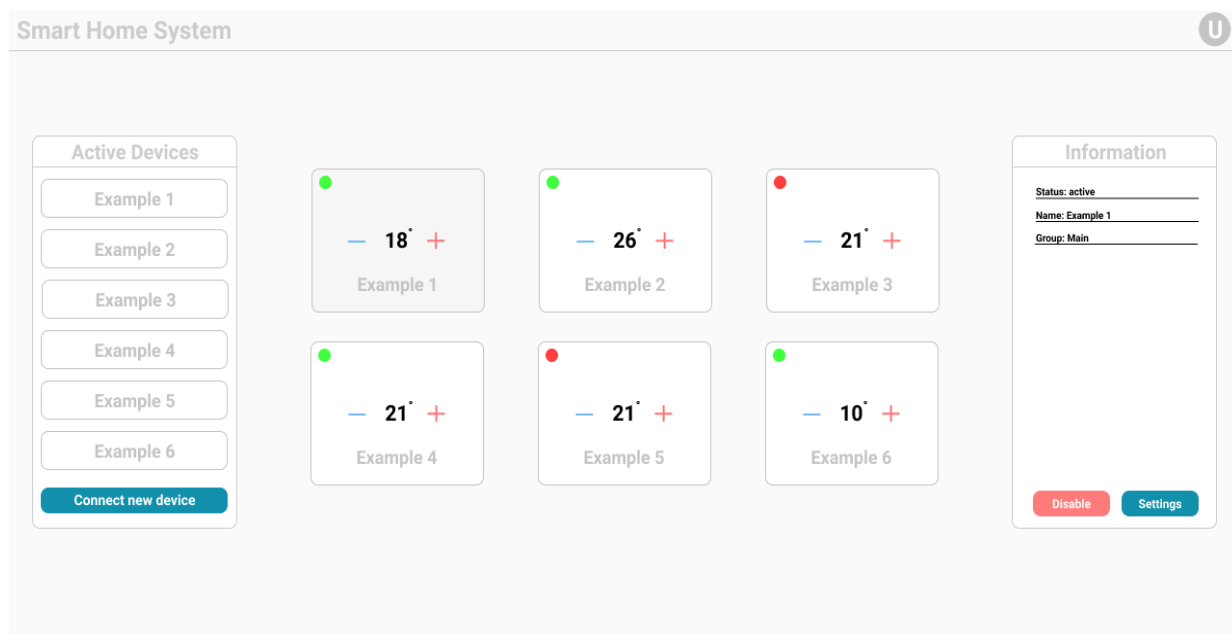 Smart Home System
U
Active Devices
Example 1
Example 2
Example 3
Example 4
Example 5
Example 6
Connect new device
– 18° +
Example 1
– 26° +
Example 2
– 21° +
Example 3
– 21° +
Example 4
– 21° +
Example 5
– 10° +
Example 6
Information
Status: active
Name: Example 1
Group: Main
Disable
Settings